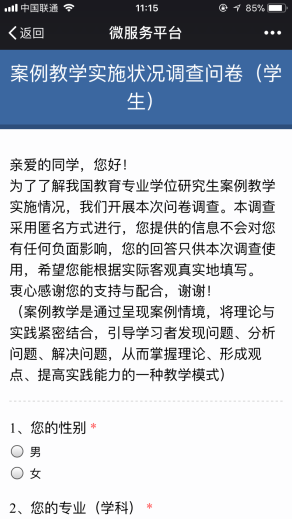 中国联通
11:15
85%
返回
微服务平台
案例教学实施状况调查问卷（学
生）
亲爱的同学，您好！
为了了解我国教育专业学位研究生案例教学
实施情况，我们开展本次问卷调查。本调查
采用匿名方式进行，您提供的信息不会对您
有任何负面影响，您的回答只供本次调查使
用，希望您能根据实际客观真实地填写。
衷心感谢您的支持与配合，谢谢！
（案例教学是通过呈现案例情境，将理论与
实践紧密结合，引导学习者发现问题、分析
问题、解决问题，从而掌握理论、形成观
点、提高实践能力的一种教学模式）
1、您的性别 *
男
女
2、您的专业（学科） *